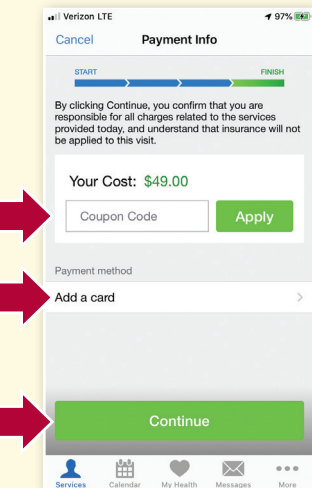 Verizon LTE 97%
Cancel Payment Info
START FINISH
By clicking Continue, you confirm that you are
responsible for all charges related to the services
provided today, and understand that insurance will not
be applied to this visit.
Your Cost: $49.00
Coupon Code Apply
Payment method
Add a card
Continue
Services Calendar My Health Messages More